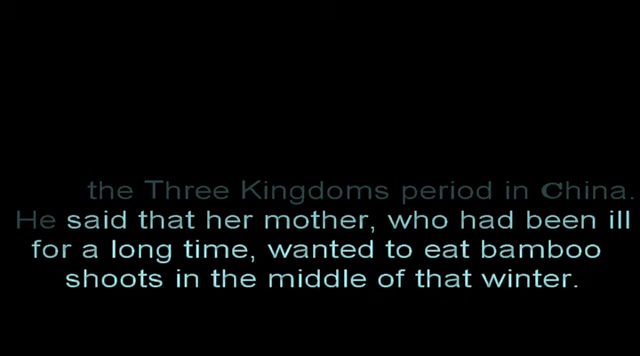 the Three Kingdoms period in China.
He said that her mother, who had been ill
for a long time, wanted to eat bamboo
shoots in the middle of that winter.